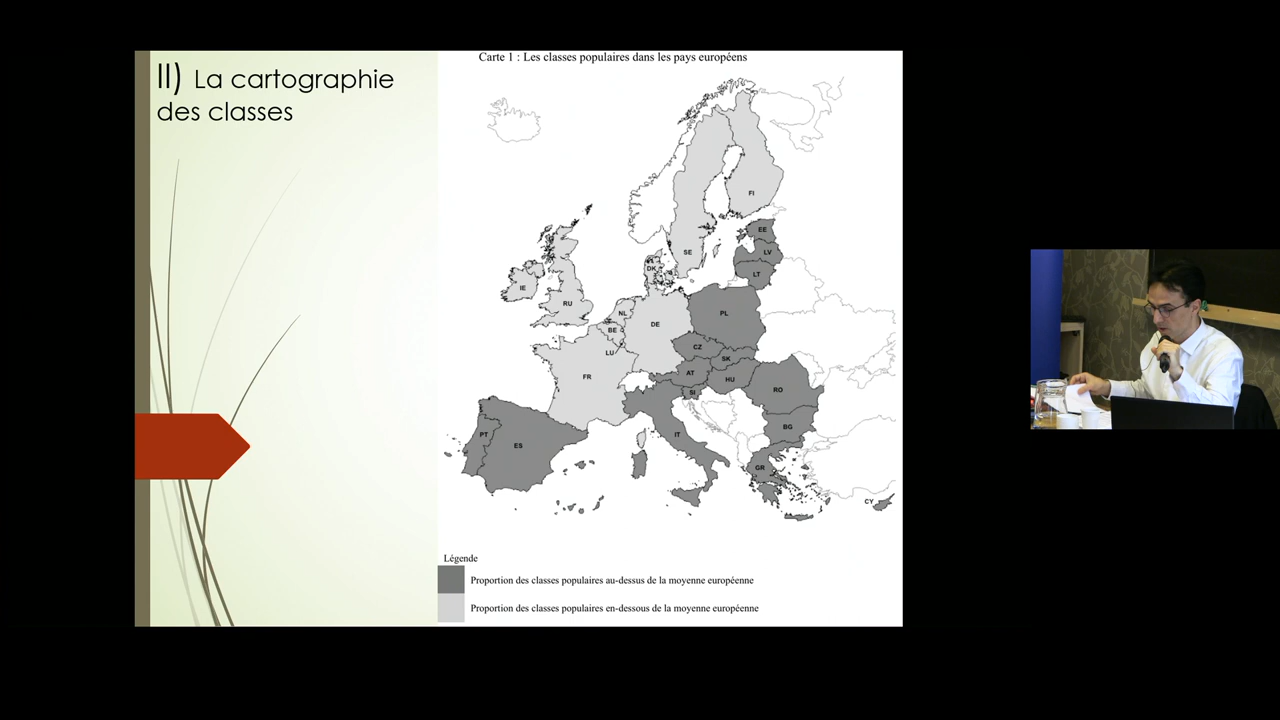 II) La cartographie
des classes
Carte 1 : Les classes populaires dans les pays européens
FI
EE
SE
LV
DK
LT
IE
RU
NL
PL
DE
BE
CZ
LU
SK
AT
FR
HU
SI
RO
BG
PT
IT
ES
GR
CY
Légende
Proportion des classes populaires au-dessus de la moyenne européenne
Proportion des classes populaires en-dessous de la moyenne européenne